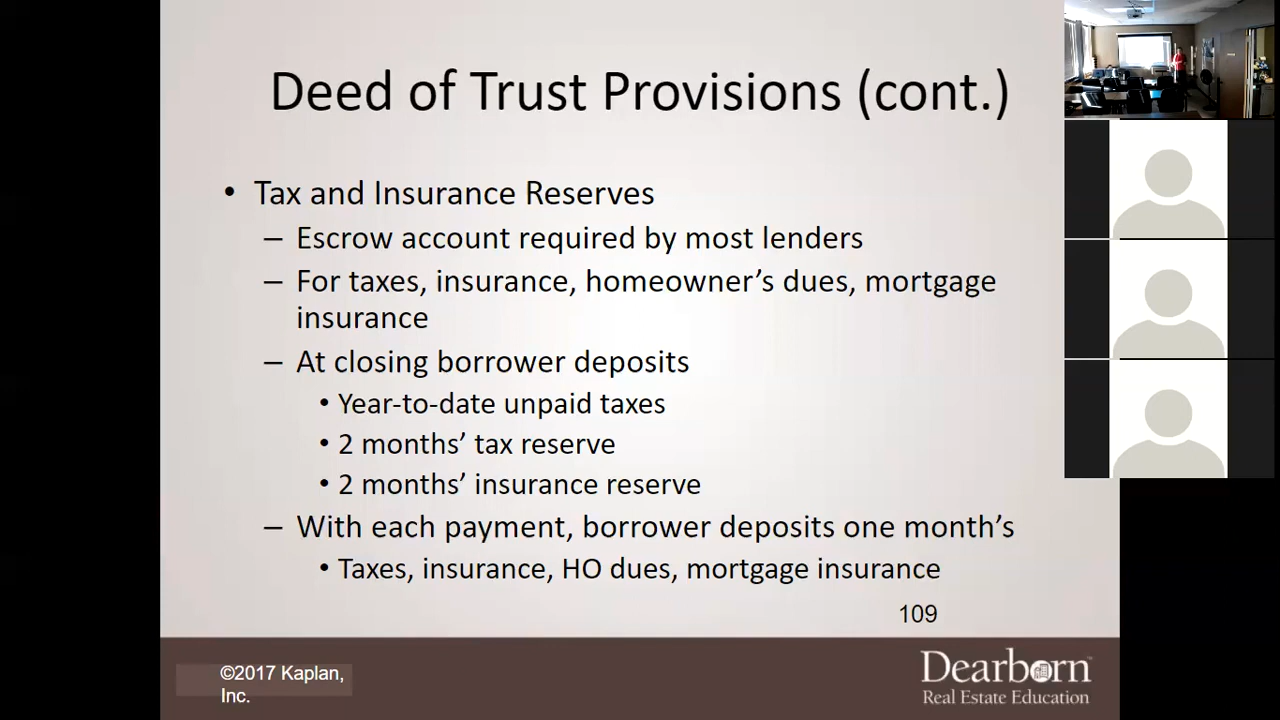 Deed of Trust Provisions (cont.)
• Tax and Insurance Reserves
– Escrow account required by most lenders
– For taxes, insurance, homeowner’s dues, mortgage
insurance
– At closing borrower deposits
• Year-to-date unpaid taxes
• 2 months’ tax reserve
• 2 months’ insurance reserve
– With each payment, borrower deposits one month’s
• Taxes, insurance, HO dues, mortgage insurance
109
©2017 Kaplan,
Inc.
Dearborn™
Real Estate Education